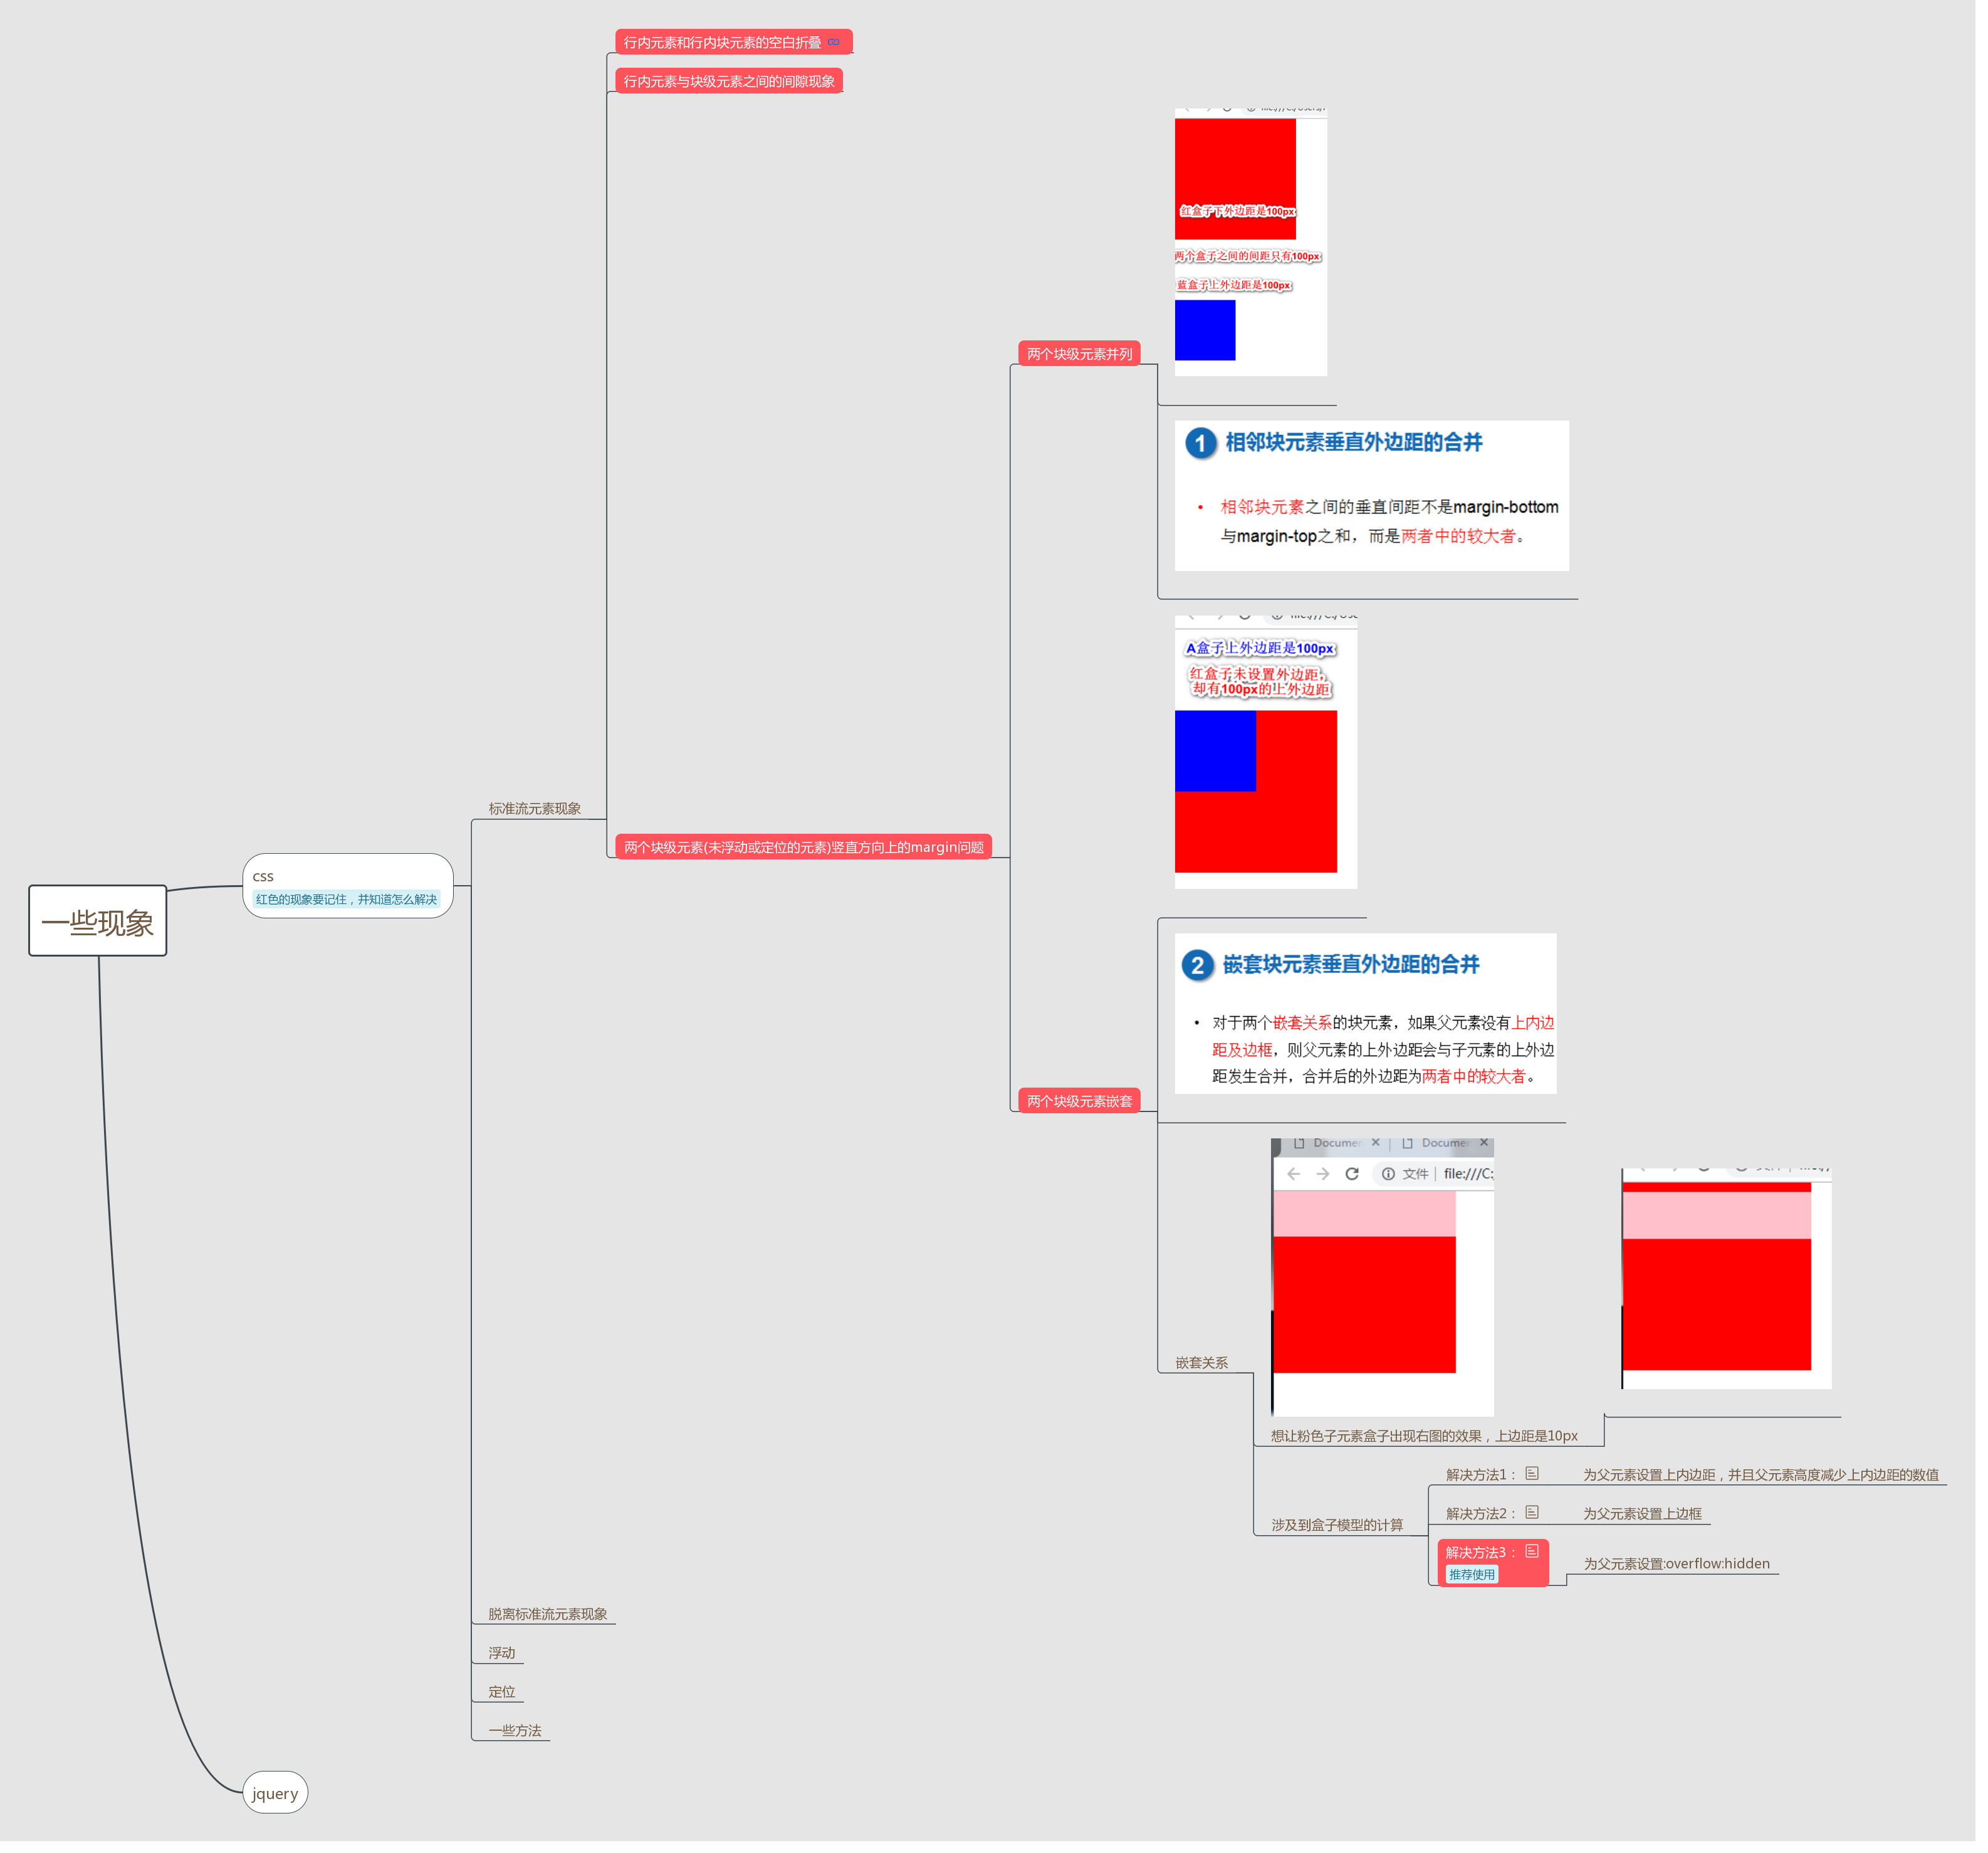 一些现象
css
红色的现象要记住，并知道怎么解决
标准流元素现象
行内元素和行内块元素的空白折叠
行内元素与块级元素之间的间隙现象
两个块级元素(未浮动或定位的元素)竖直方向上的margin问题
两个块级元素并列
红盒子下外边距是100px
两个盒子之间的间距只有100px
蓝盒子上外边距是100px
1 相邻块元素垂直外边距的合并
• 相邻块元素之间的垂直间距不是margin-bottom
与margin-top之和，而是两者中的较大者。
两个块级元素嵌套
A盒子上外边距是100px
红盒子未设置外边距，
却有100px的上外边距
2 嵌套块元素垂直外边距的合并
• 对于两个嵌套关系的块元素，如果父元素没有上内边
距及边框，则父元素的上外边距会与子元素的上外边
距发生合并，合并后的外边距为两者中的较大者。
嵌套关系
Documen × Documen ×
文件 file:///C:
想让粉色子元素盒子出现右图的效果，上边距是10px
涉及到盒子模型的计算
解决方法1：
为父元素设置上内边距，并且父元素高度减少上内边距的数值
解决方法2：
为父元素设置上边框
解决方法3：
推荐使用
为父元素设置:overflow:hidden
脱离标准流元素现象
浮动
定位
一些方法
jquery